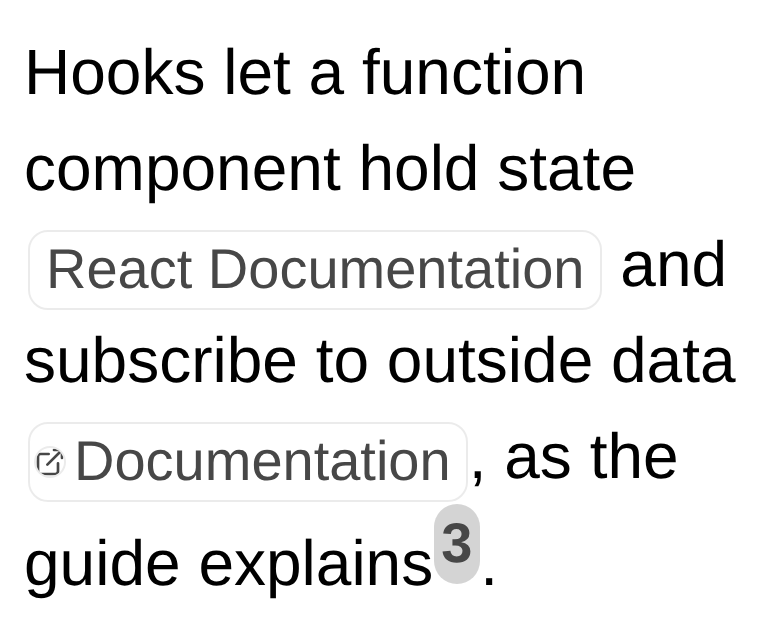 Hooks let a function
component hold state
React Documentation and
subscribe to outside data
Documentation, as the
guide explains3.